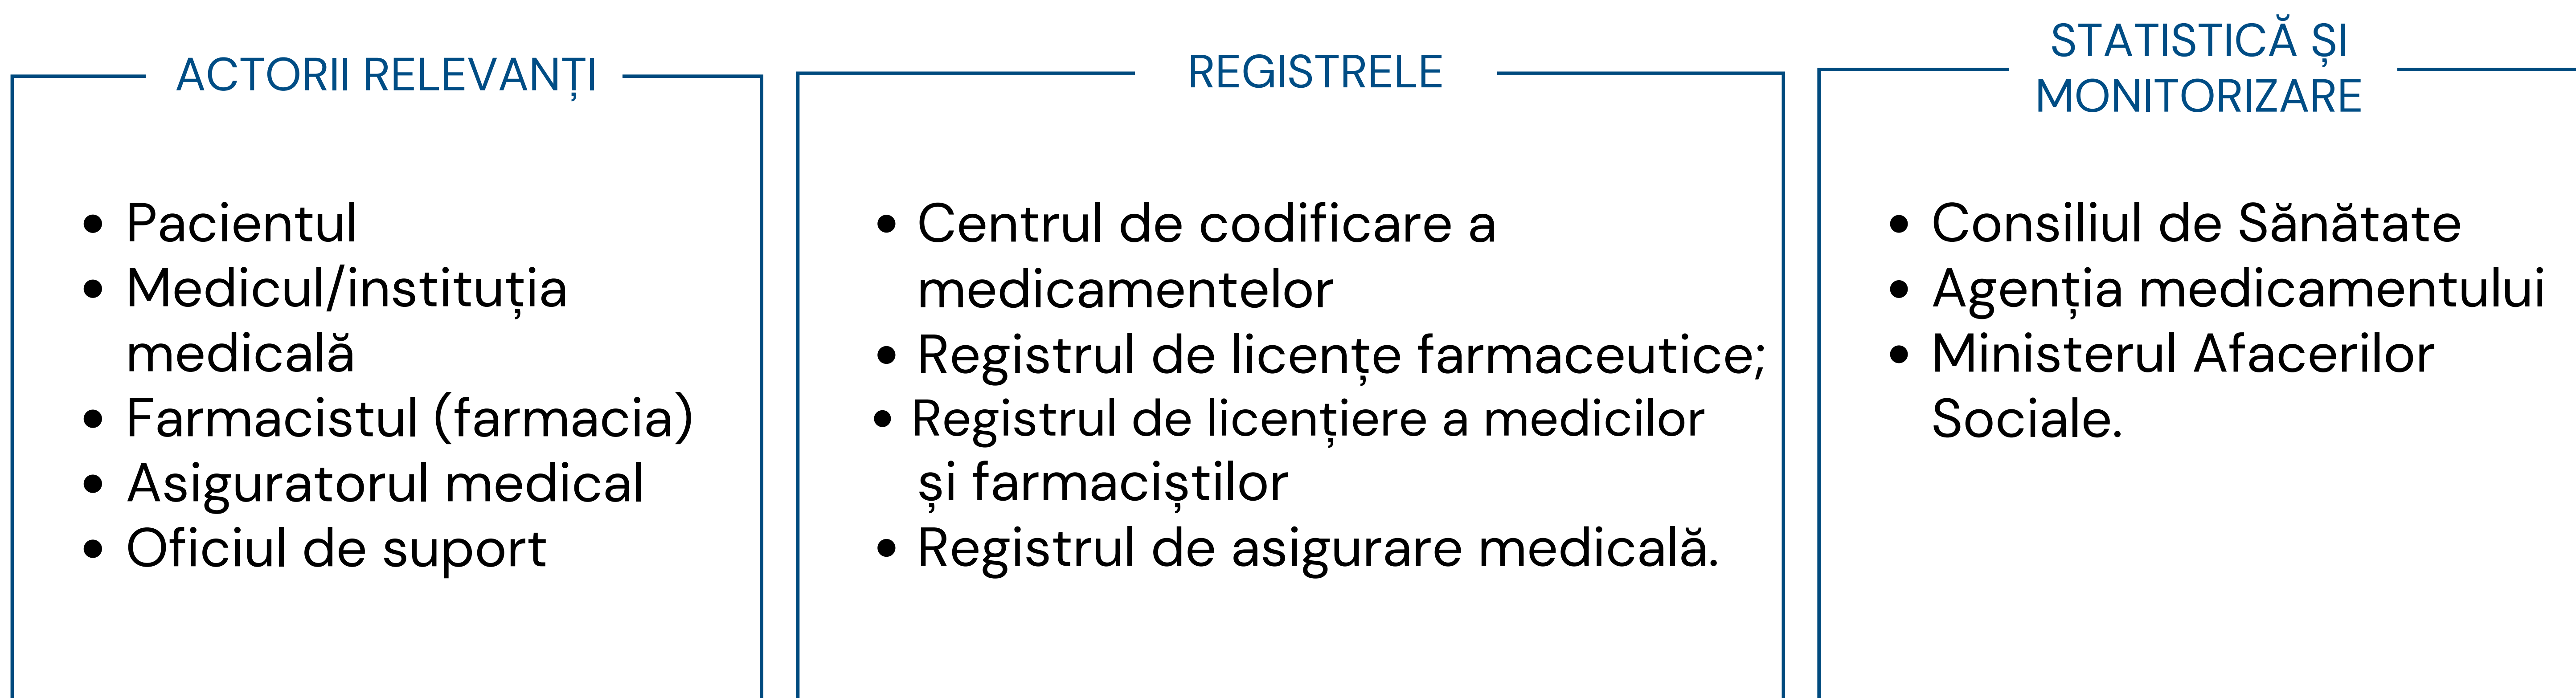 ACTORII RELEVANȚI
• Pacientul
• Medicul/instituția
medicală
• Farmacistul (farmacia)
• Asiguratorul medical
• Oficiul de suport
REGISTRELE
• Centrul de codificare a
medicamentelor
• Registrul de licențe farmaceutice;
• Registrul de licențiere a medicilor
și farmaciștilor
• Registrul de asigurare medicală.
STATISTICĂ ȘI
MONITORIZARE
• Consiliul de Sănătate
• Agenția medicamentului
• Ministerul Afacerilor
Sociale.